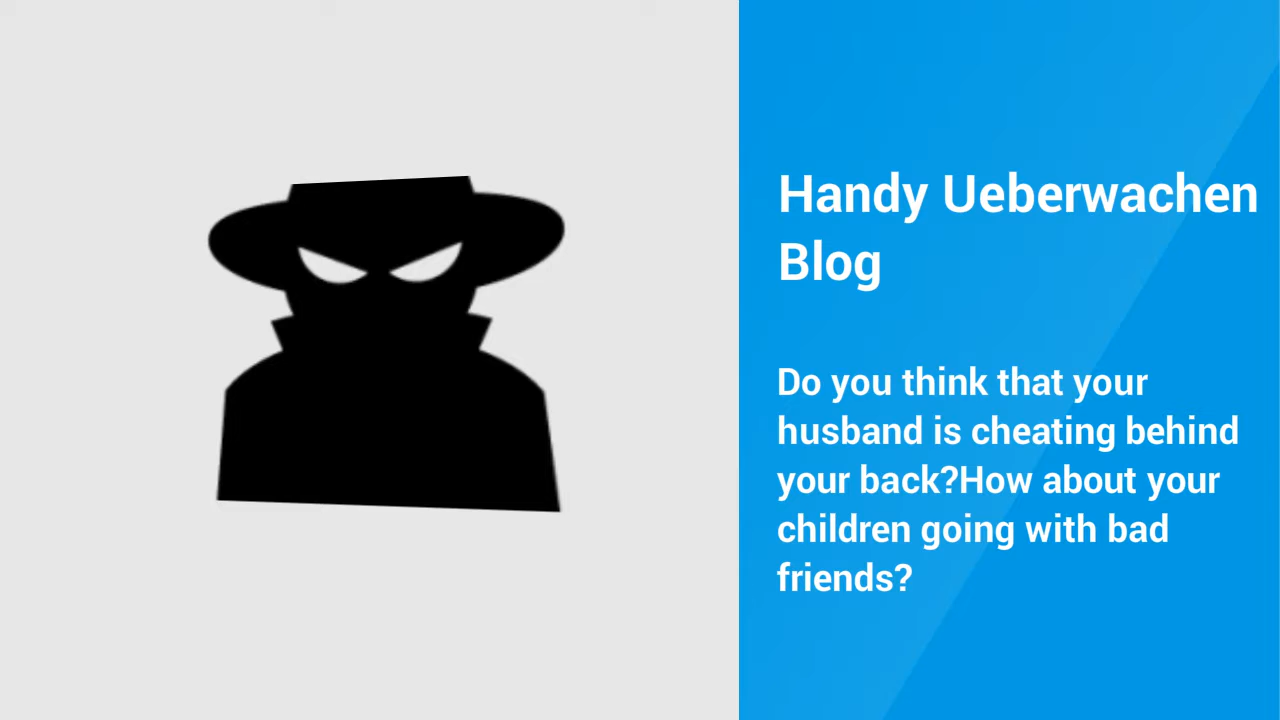 Handy Ueberwachen
Blog
Do you think that your
husband is cheating behind
your back?How about your
children going with bad
friends?